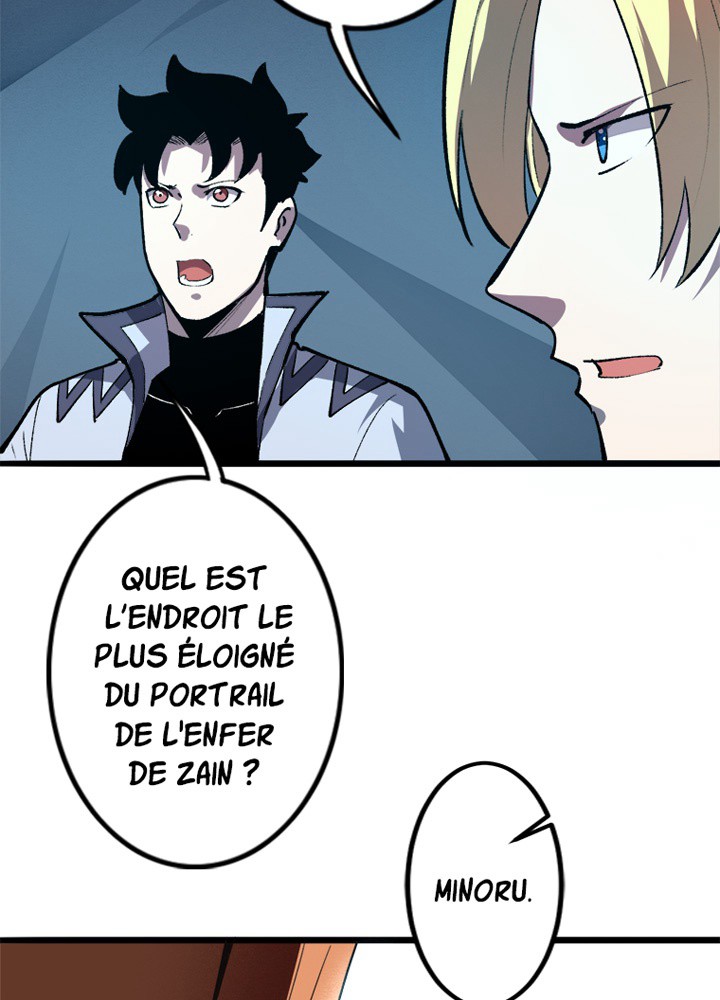 QUEL EST
L'ENDROIT LE
PLUS ÉLOIGNÉ
DU PORTRAIL
DE L'ENFER
DE ZAIN ?
MINORU.